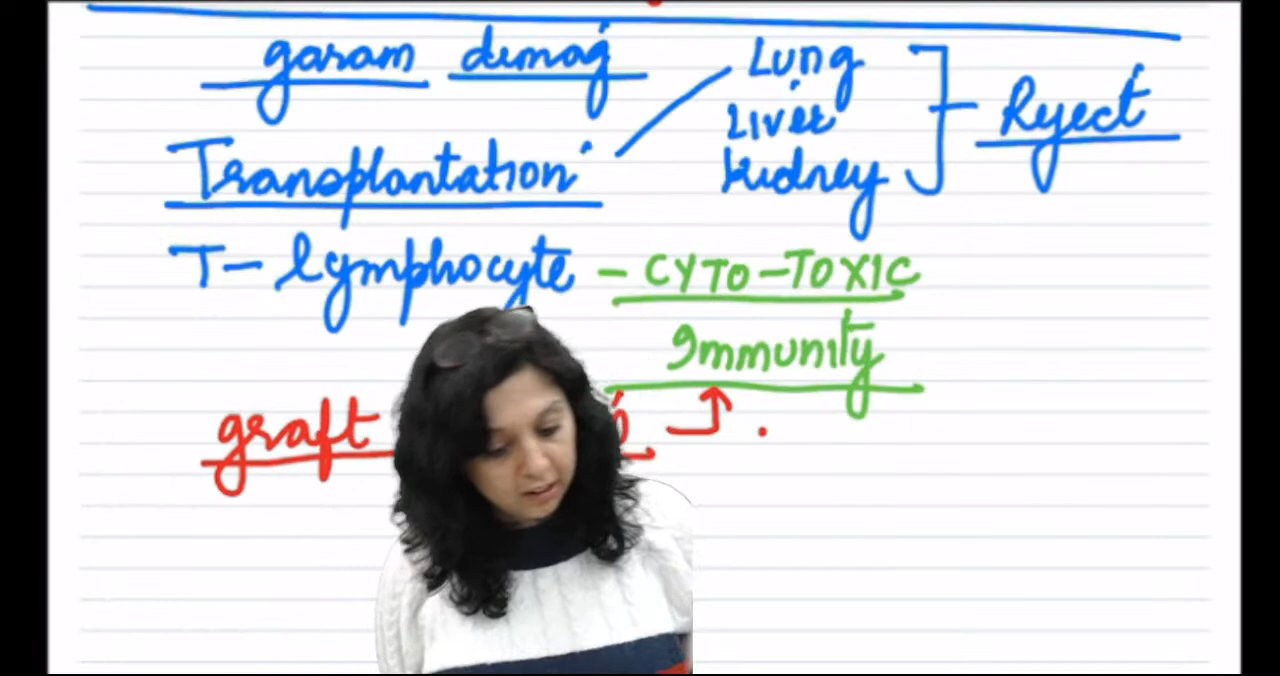 garam dimag
Transplantation
Lung
Liver
kidney
Reject
T- lymphocyte - CYTO-TOXIC
Immunity
graft